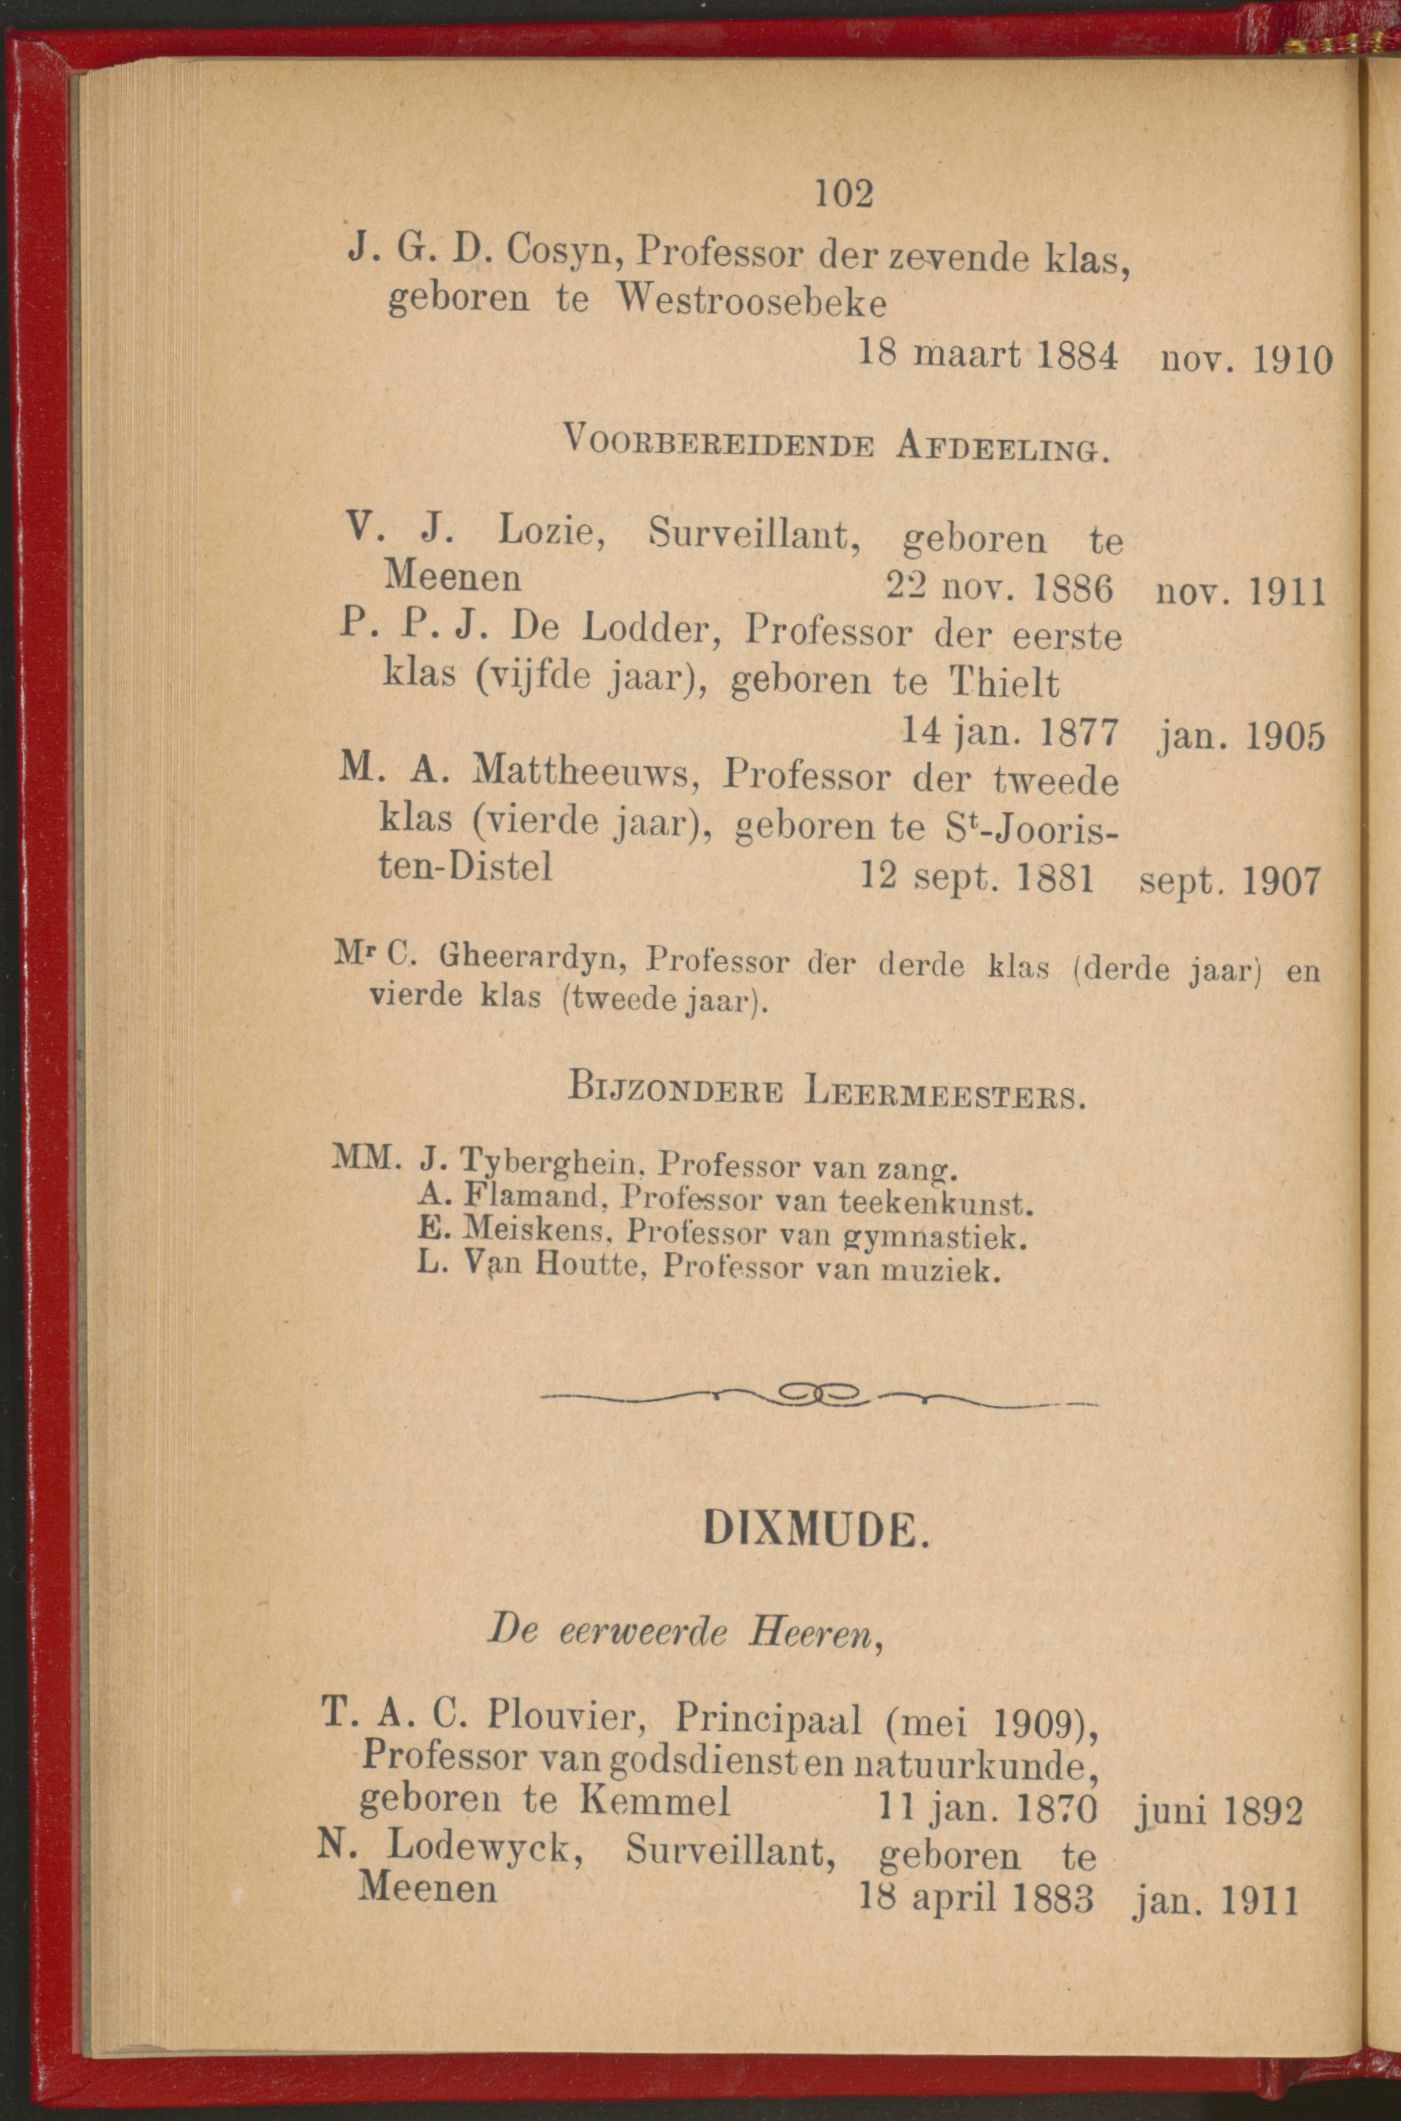 102
J. G. D. Cosyn, Professor der zevende klas,
geboren te Westroosebeke
18 maart 1884 nov. 1910
VOORBEREIDENDE AFDEELING.
V. J. Lozie, Surveillant, geboren te
Meenen 22 nov. 1886 nov. 1911
P. P. J. De Lodder, Professor der eerste
klas (vijfde jaar), geboren te Thielt
14 jan. 1877 jan. 1905
M. A. Mattheeuws, Professor der tweede
klas (vierde jaar), geboren te Sᵗ-Jooris-
ten-Distel 12 sept. 1881 sept. 1907
Mʳ C. Gheerardyn, Professor der derde klas (derde jaar) en
vierde klas (tweede jaar).
BIJZONDERE LEERMEESTERS.
MM. J. Tyberghein, Professor van zang.
A. Flamand, Professor van teekenkunst.
E. Meiskens, Professor van gymnastiek.
L. Van Houtte, Professor van muziek.
DIXMUDE.
De eerweerde Heeren,
T. A. C. Plouvier, Principaal (mei 1909),
Professor van godsdienst en natuurkunde,
geboren te Kemmel 11 jan. 1870 juni 1892
N. Lodewyck, Surveillant, geboren te
Meenen 18 april 1883 jan. 1911